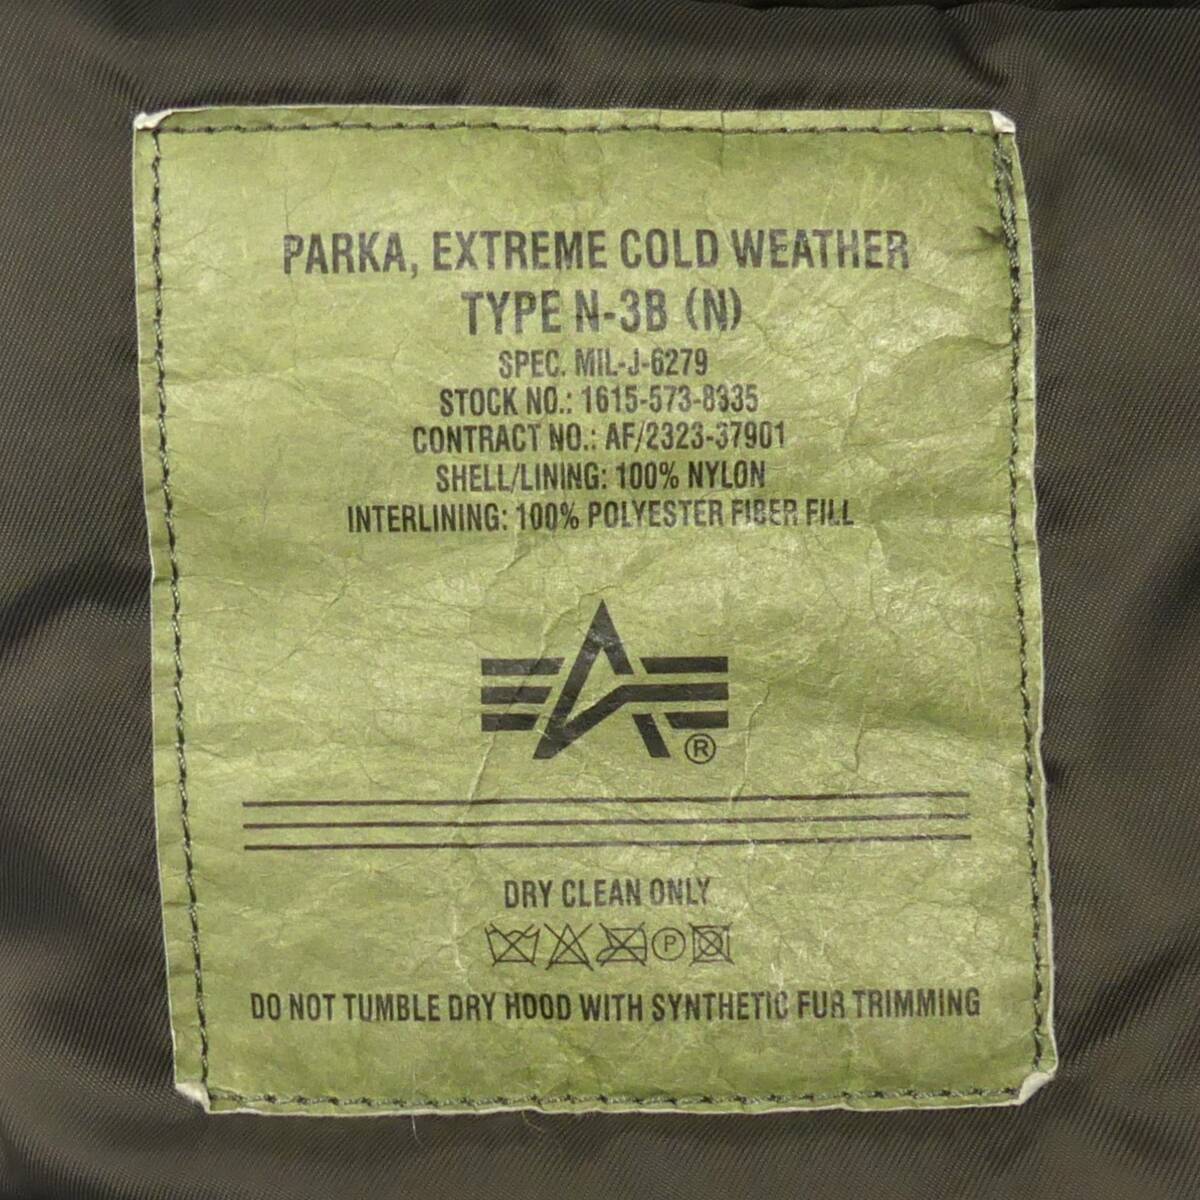 PARKA, EXTREME COLD WEATHER
TYPE N-3B (N)
SPEC. MIL-J-6279
STOCK NO.: 1615-573-8335
CONTRACT NO.: AF/2323-37901
SHELL/LINING: 100% NYLON
INTERLINING: 100% POLYESTER FIBER FILL
®
DRY CLEAN ONLY
P
DO NOT TUMBLE DRY HOOD WITH SYNTHETIC FUR TRIMMING